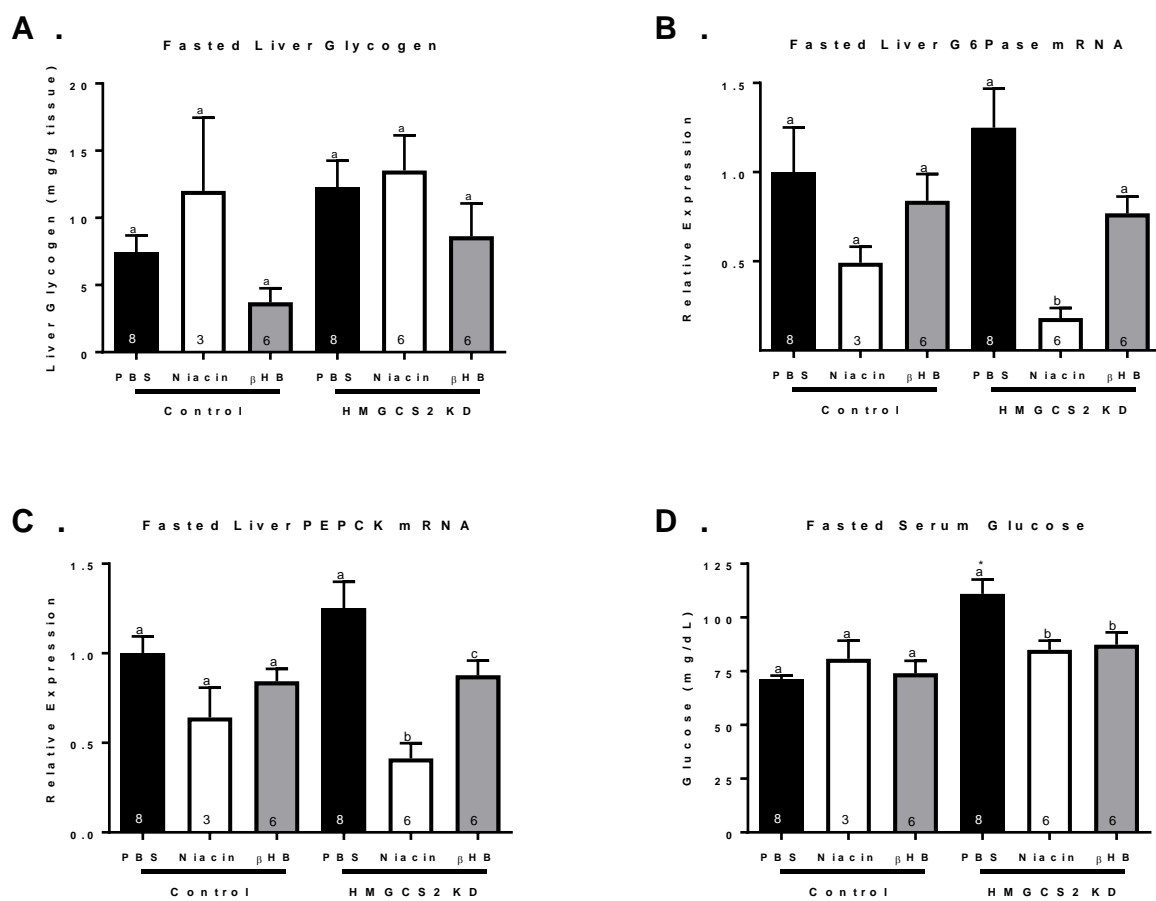 A .
Fasted Liver Glycogen
Liver Glycogen (mg/g tissue)
20
15
10
5
0
a
a
a
a
a
a
8
3
6
8
6
6
PBS Niacin βHB PBS Niacin βHB
Control HMGCS2 KD
B .
Fasted Liver G6Pase mRNA
Relative Expression
1.5
1.0
0.5
a
a
a
a
b
a
8
3
6
8
6
6
PBS Niacin βHB PBS Niacin βHB
Control HMGCS2 KD
C .
Fasted Liver PEPCK mRNA
Relative Expression
1.5
1.0
0.5
0.0
a
a
a
a
b
c
8
3
6
8
6
6
PBS Niacin βHB PBS Niacin βHB
Control HMGCS2 KD
D .
Fasted Serum Glucose
Glucose (mg/dL)
125
100
75
50
25
0
a
a
a
*
a
b
b
8
3
6
8
6
6
PBS Niacin βHB PBS Niacin βHB
Control HMGCS2 KD